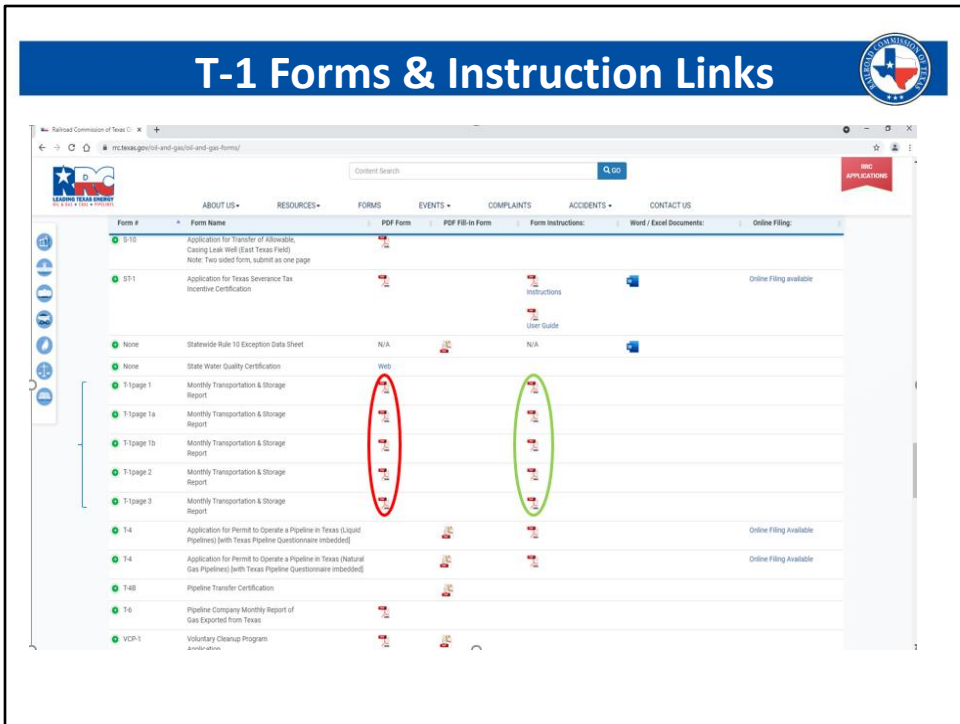 T-1 Forms & Instruction Links
RAILROAD COMMISSION OF TEXAS
Railroad Commission of Texas
rrc.texas.gov/oil-and-gas/oil-and-gas-forms/
RRC
LEADING TEXAS ENERGY
Content Search
GO
RRC
APPLICATIONS
ABOUT US RESOURCES FORMS EVENTS COMPLAINTS ACCIDENTS CONTACT US
Form # Form Name PDF Form PDF Fill-In Form Form Instructions: Word / Excel Documents: Online Filing:
S-10 Application for Transfer of Allowable,
Casing Leak Well (East Texas Field)
Note: Two sided form, submit as one page
ST-1 Application for Texas Severance Tax Online Filing available
Incentive Certification
Instructions
User Guide
None Statewide Rule 10 Exception Data Sheet N/A N/A
None State Water Quality Certification Web
T-1page 1 Monthly Transportation & Storage
Report
T-1page 1a Monthly Transportation & Storage
Report
T-1page 1b Monthly Transportation & Storage
Report
T-1page 2 Monthly Transportation & Storage
Report
T-1page 3 Monthly Transportation & Storage
Report
T-4 Application for Permit to Operate a Pipeline in Texas (Liquid Online Filing Available
Pipelines) [with Texas Pipeline Questionnaire imbedded]
T-4 Application for Permit to Operate a Pipeline in Texas (Natural Online Filing Available
Gas Pipelines) [with Texas Pipeline Questionnaire imbedded]
T-4B Pipeline Transfer Certification
T-6 Pipeline Company Monthly Report of
Gas Exported from Texas
VCP-1 Voluntary Cleanup Program
Application